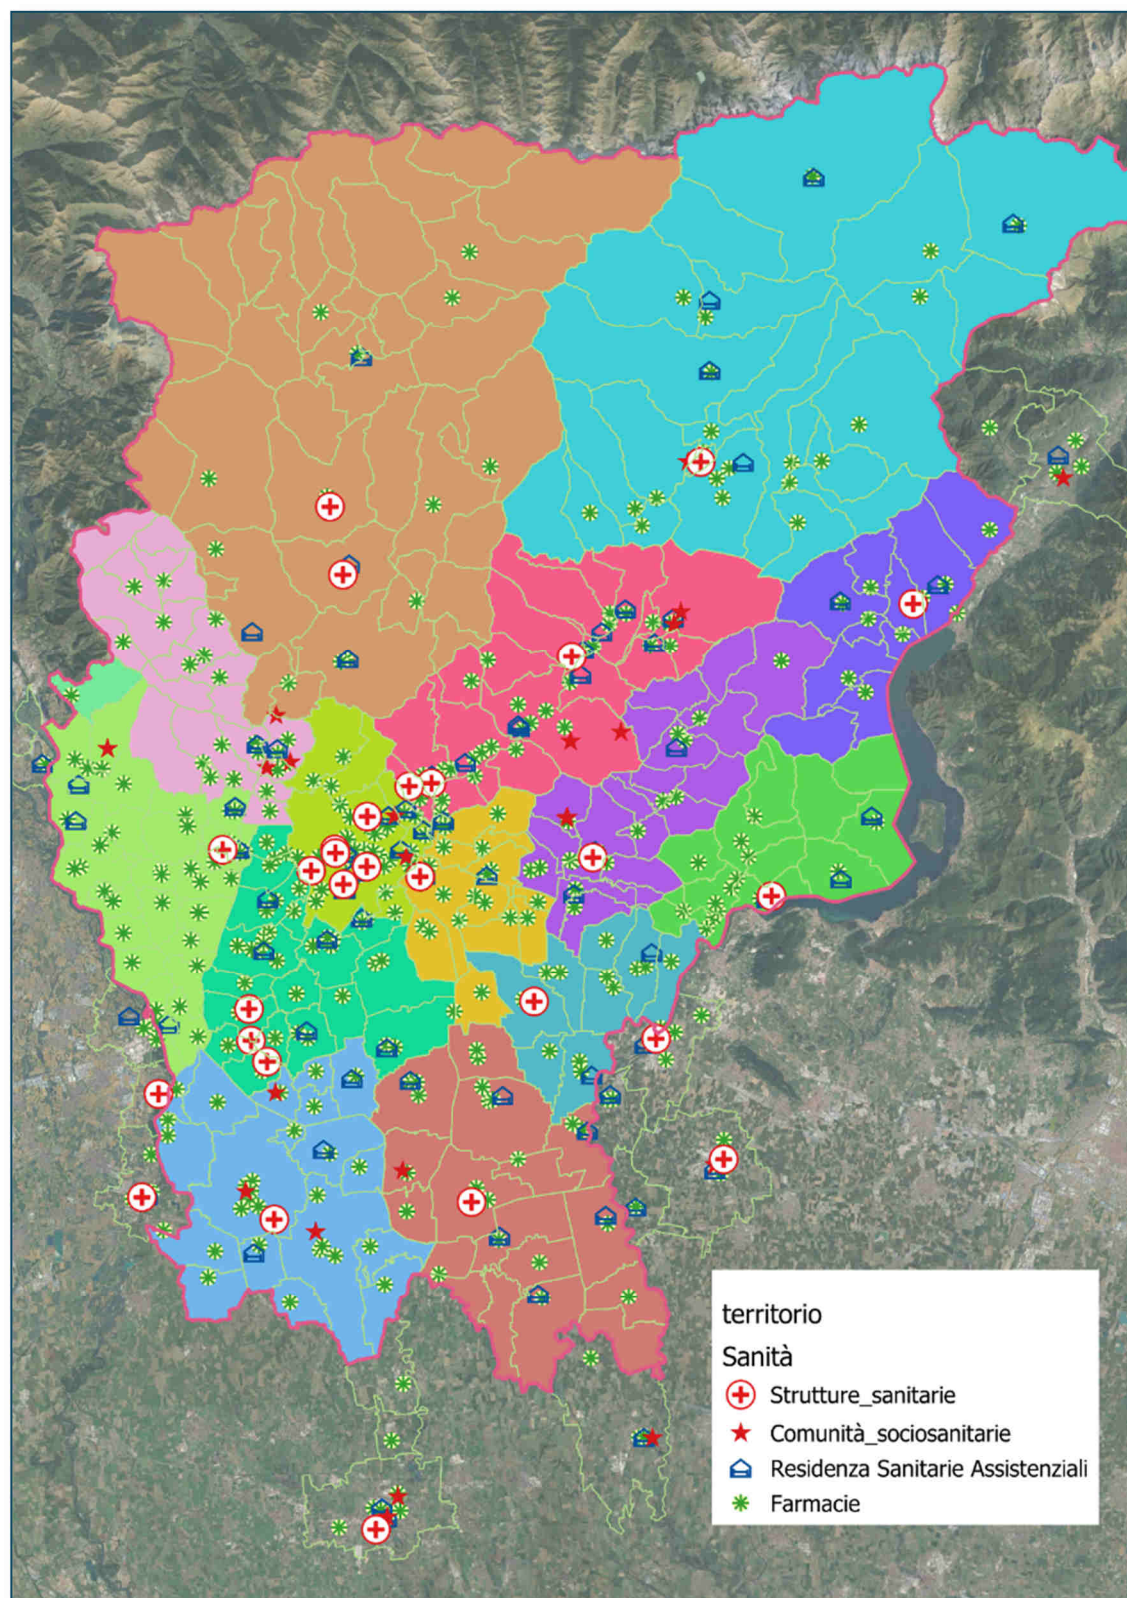 territorio
Sanità
Strutture_sanitarie
Comunità_sociosanitarie
Residenza Sanitarie Assistenziali
Farmacie